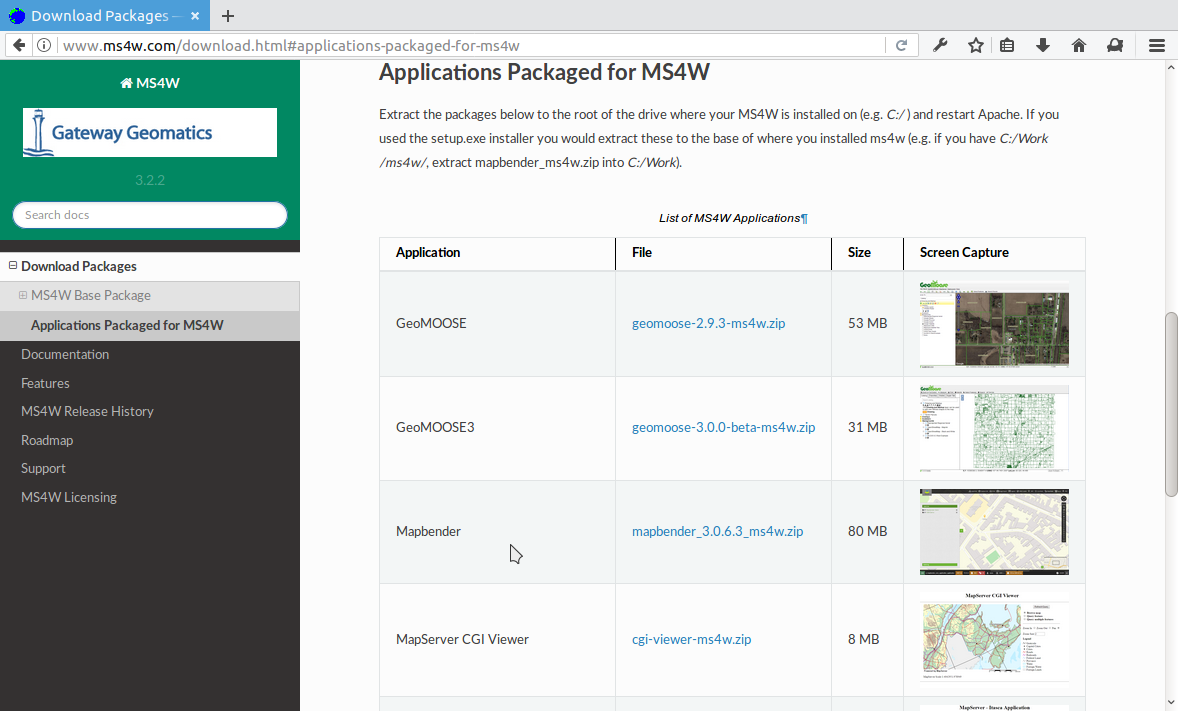 Download Packages —
www.ms4w.com/download.html#applications-packaged-for-ms4w
MS4W
Gateway Geomatics
3.2.2
Search docs
Download Packages
MS4W Base Package
Applications Packaged for MS4W
Documentation
Features
MS4W Release History
Roadmap
Support
MS4W Licensing
Applications Packaged for MS4W
Extract the packages below to the root of the drive where your MS4W is installed on (e.g. C:/ ) and restart Apache. If you
used the setup.exe installer you would extract these to the base of where you installed ms4w (e.g. if you have C:/Work
/ms4w/, extract mapbender_ms4w.zip into C:/Work).
List of MS4W Applications¶
Application File Size Screen Capture
GeoMOOSE geomoose-2.9.3-ms4w.zip 53 MB
GeoMoose
GeoMOOSE3 geomoose-3.0.0-beta-ms4w.zip 31 MB
GeoMoose
Mapbender mapbender_3.0.6.3_ms4w.zip 80 MB
MapServer CGI Viewer cgi-viewer-ms4w.zip 8 MB
MapServer CGI Viewer
MapServer - Itasca Application